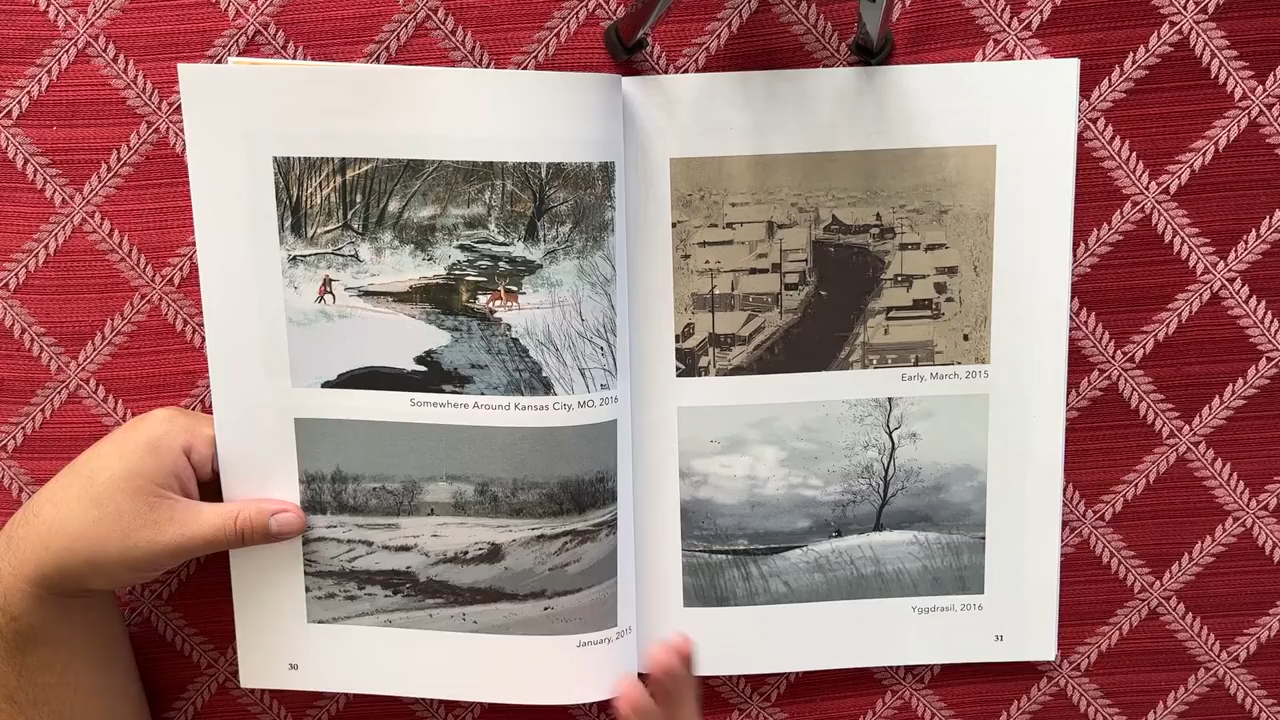 Somewhere Around Kansas City, MO, 2016
January, 2015
30
Early, March, 2015
Yggdrasil, 2016
31